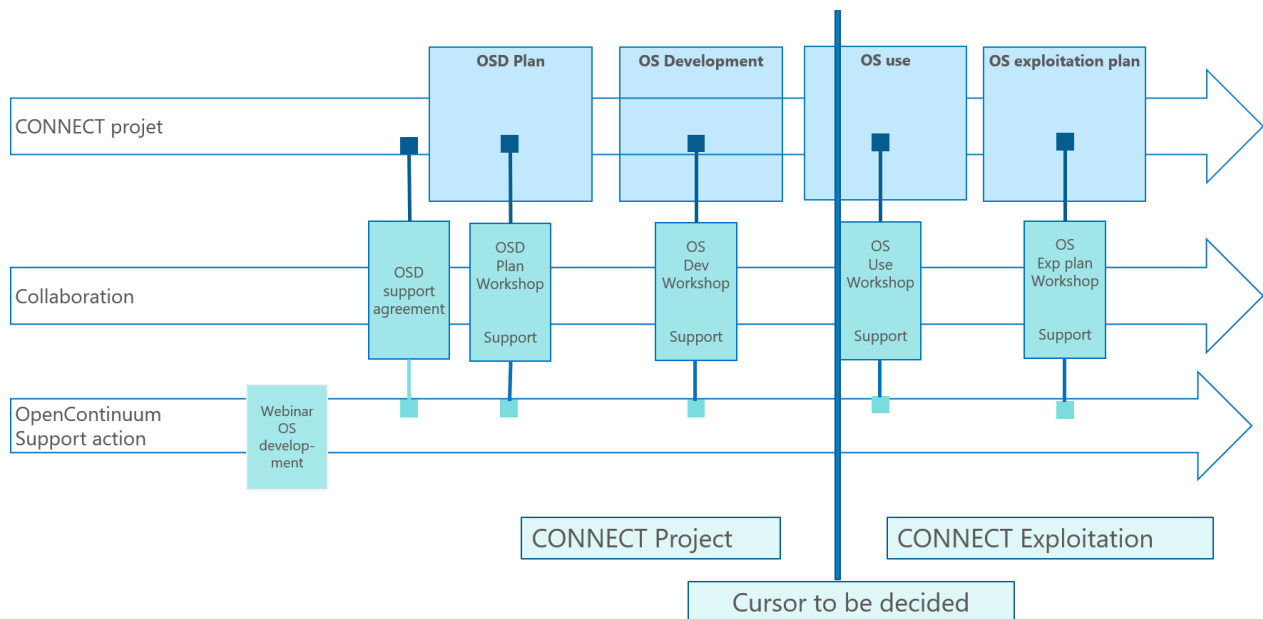 OSD Plan
OS Development
OS use
OS exploitation plan
CONNECT projet
Collaboration
OSD
support
agreement
OSD
Plan
Workshop
Support
OS
Dev
Workshop
Support
OS
Use
Workshop
Support
OS
Exp plan
Workshop
Support
OpenContinuum
Support action
Webinar
OS
develop-
ment
CONNECT Project
CONNECT Exploitation
Cursor to be decided